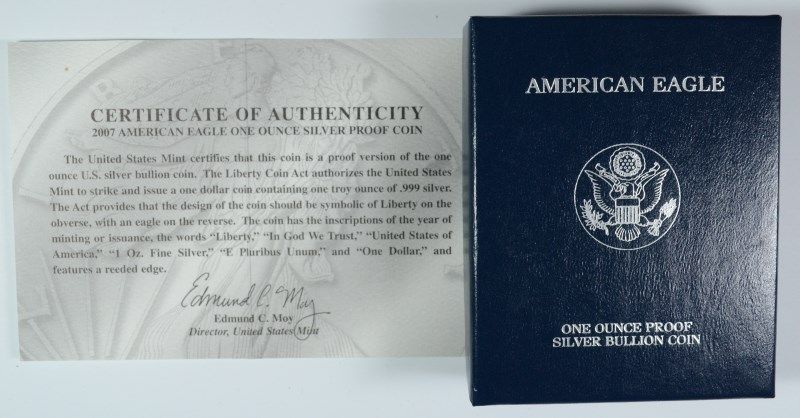 CERTIFICATE OF AUTHENTICITY
2007 AMERICAN EAGLE ONE OUNCE SILVER PROOF COIN
The United States Mint certifies that this coin is a proof version of the one
ounce U.S. silver bullion coin. The Liberty Coin Act authorizes the United States
Mint to strike and issue a one dollar coin containing one troy ounce of .999 silver.
The Act provides that the design of the coin should be symbolic of Liberty on the
obverse, with an eagle on the reverse. The coin has the inscriptions of the year of
minting or issuance, the words “Liberty,” “In God We Trust,” “United States of
America,” “1 Oz. Fine Silver,” “E Pluribus Unum,” and “One Dollar,” and
features a reeded edge.
Edmund C. Moy
Edmund C. Moy
Director, United States Mint
AMERICAN EAGLE
ONE OUNCE PROOF
SILVER BULLION COIN